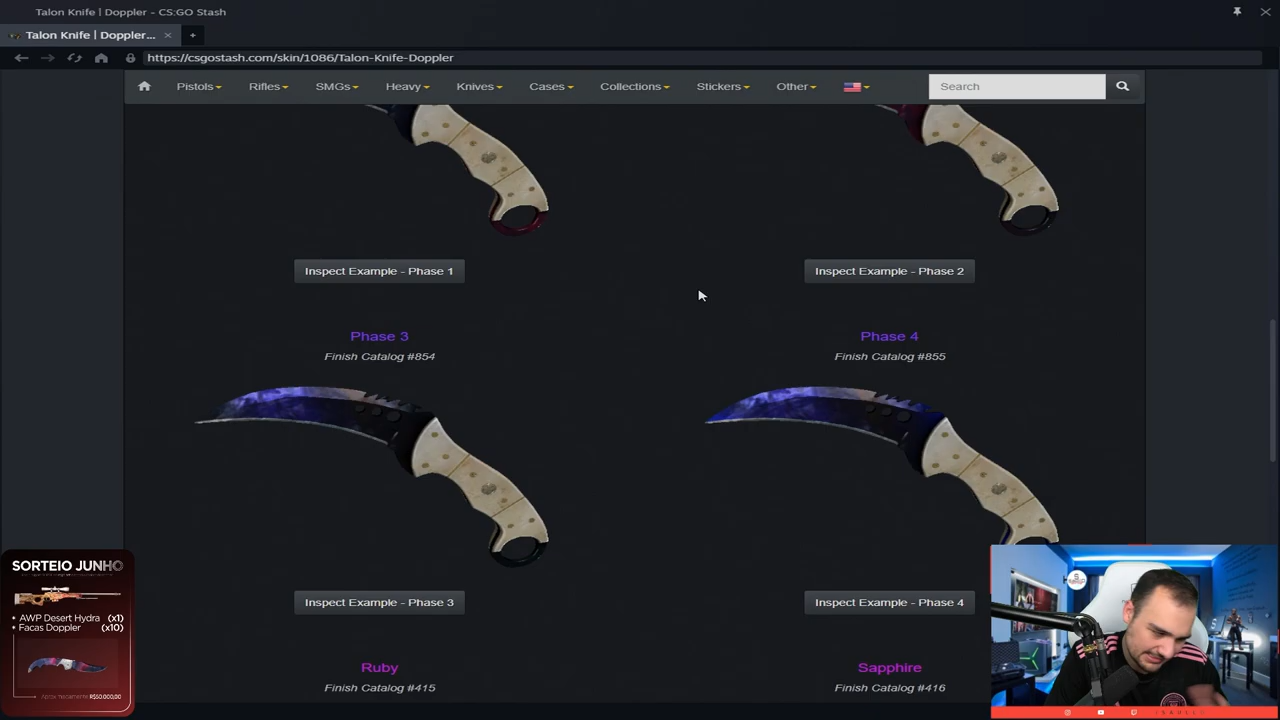 Talon Knife | Doppler - CS:GO Stash
Talon Knife | Doppler...
https://csgostash.com/skin/1086/Talon-Knife-Doppler
Pistols
Rifles
SMGs
Heavy
Knives
Cases
Collections
Stickers
Other
Search
Inspect Example - Phase 1
Inspect Example - Phase 2
Phase 3
Phase 4
Finish Catalog #854
Finish Catalog #855
Inspect Example - Phase 3
Inspect Example - Phase 4
Ruby
Sapphire
Finish Catalog #415
Finish Catalog #416
SORTEIO JUNHO
• AWP Desert Hydra (x1)
• Facas Doppler (x10)